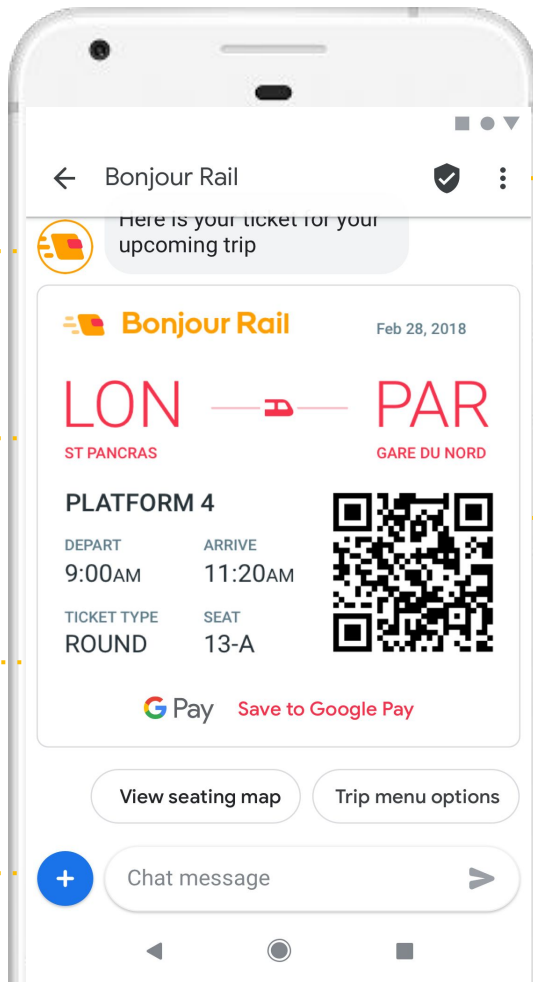 Bonjour Rail
Here is your ticket for your
upcoming trip
Bonjour Rail
Feb 28, 2018
LON PAR
ST PANCRAS GARE DU NORD
PLATFORM 4
DEPART ARRIVE
9:00AM 11:20AM
TICKET TYPE SEAT
ROUND 13-A
G Pay Save to Google Pay
View seating map Trip menu options
Chat message